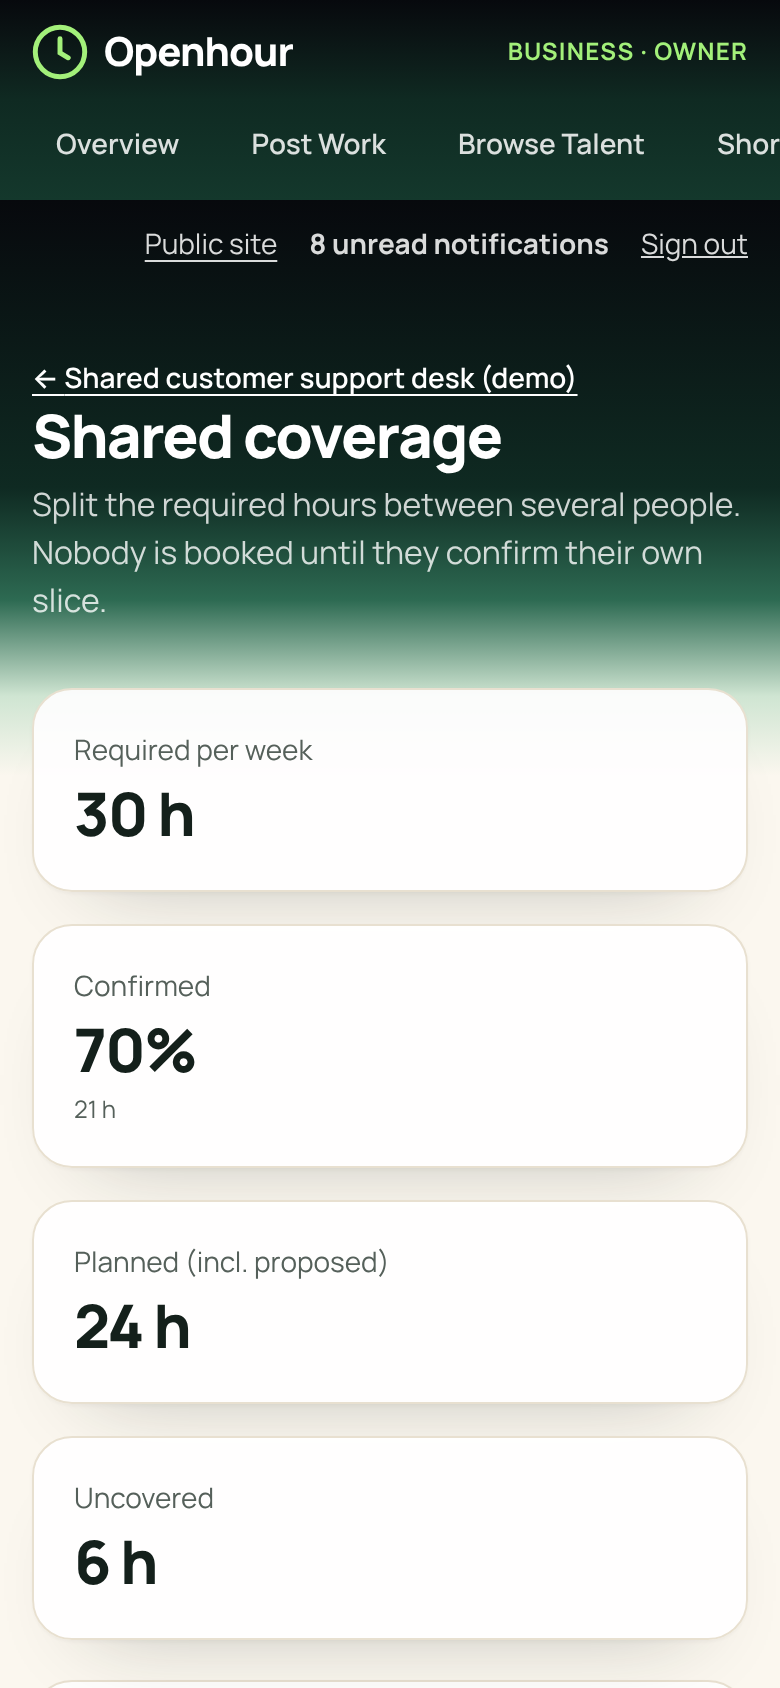 Openhour
BUSINESS · OWNER
Overview
Post Work
Browse Talent
Shor
Public site
8 unread notifications
Sign out
← Shared customer support desk (demo)
Shared coverage
Split the required hours between several people.
Nobody is booked until they confirm their own
slice.
Required per week
30 h
Confirmed
70%
21 h
Planned (incl. proposed)
24 h
Uncovered
6 h